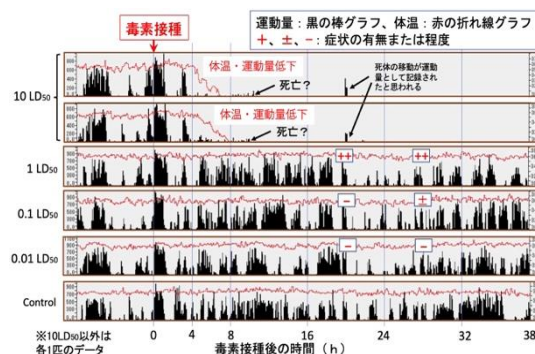 毒素接種
運動量：黒の棒グラフ、体温：赤の折れ線グラフ
＋、±、－：症状の有無または程度
体温・運動量低下
死亡？
死体の移動が運動
量として記録され
たと思われる
10 LD₅₀
体温・運動量低下
死亡？
1 LD₅₀
++
++
0.1 LD₅₀
－
±
0.01 LD₅₀
－
－
Control
0
4
8
16
24
32
38
※10LD₅₀以外は
各1匹のデータ
毒素接種後の時間（h）